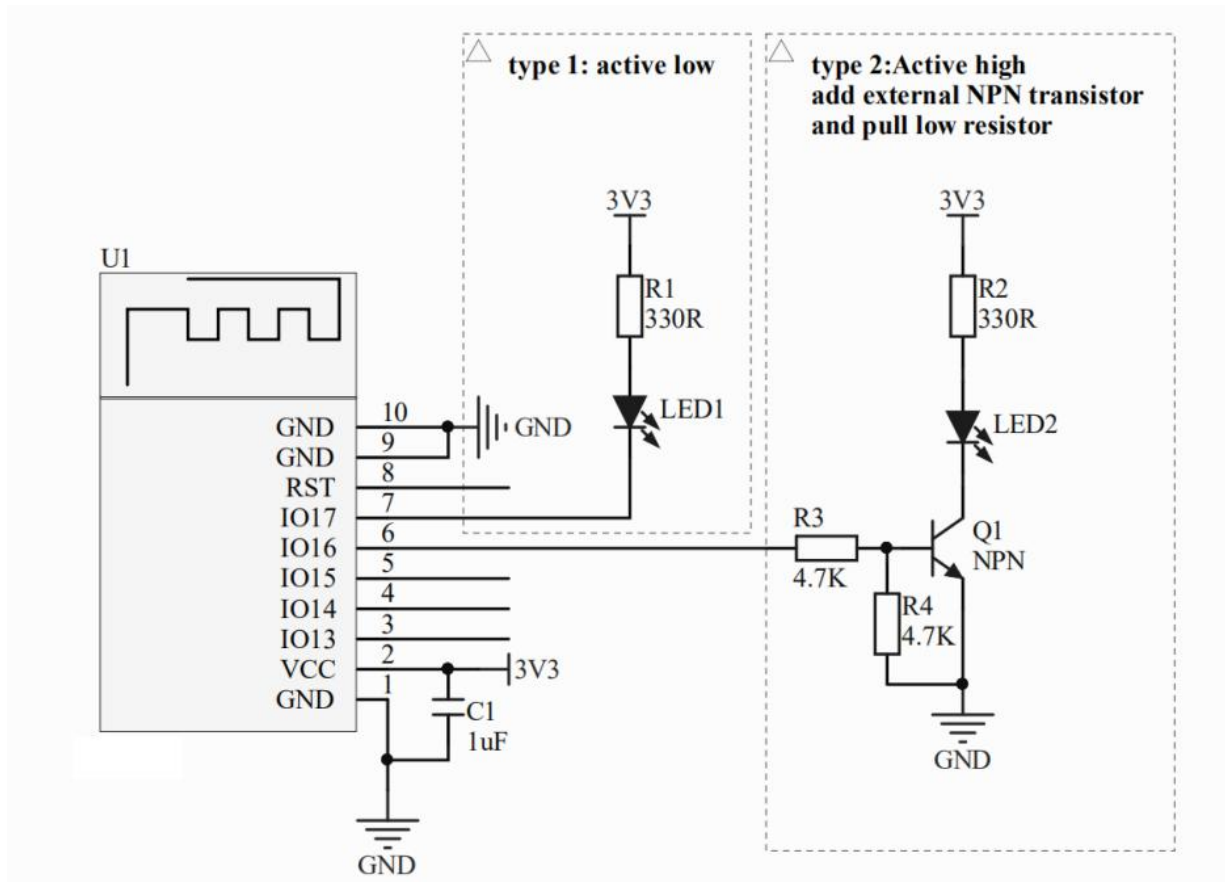 type 1: active low
type 2:Active high
add external NPN transistor
and pull low resistor
3V3
R1
330R
LED1
3V3
R2
330R
LED2
U1
GND 10
GND 9
RST 8
IO17 7
IO16 6
IO15 5
IO14 4
IO13 3
VCC 2
GND 1
GND
R3
4.7K
Q1
NPN
R4
4.7K
3V3
C1
1uF
GND
GND